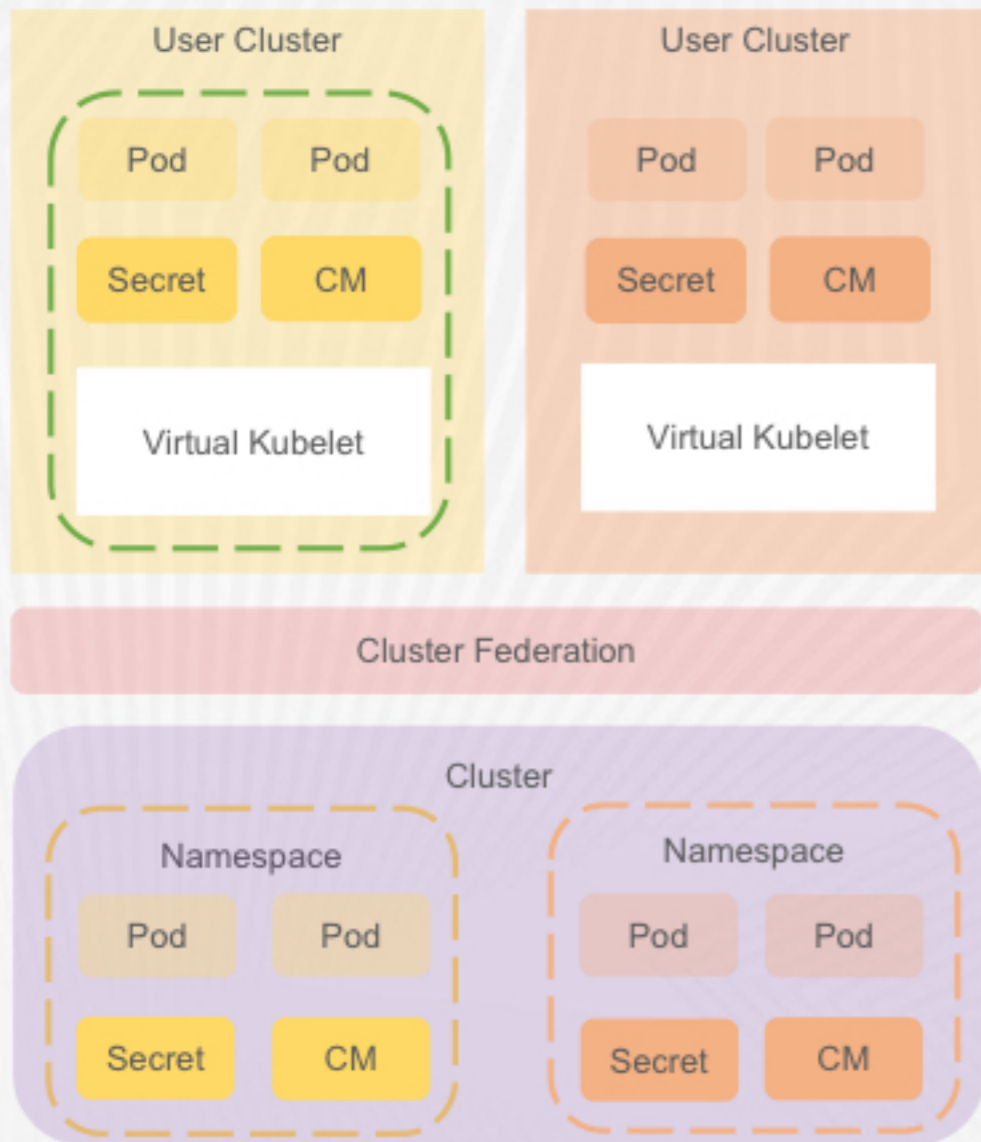 User Cluster
User Cluster
Pod
Pod
Pod
Pod
Secret
CM
Secret
CM
Virtual Kubelet
Virtual Kubelet
Cluster Federation
Cluster
Namespace
Namespace
Pod
Pod
Pod
Pod
Secret
CM
Secret
CM